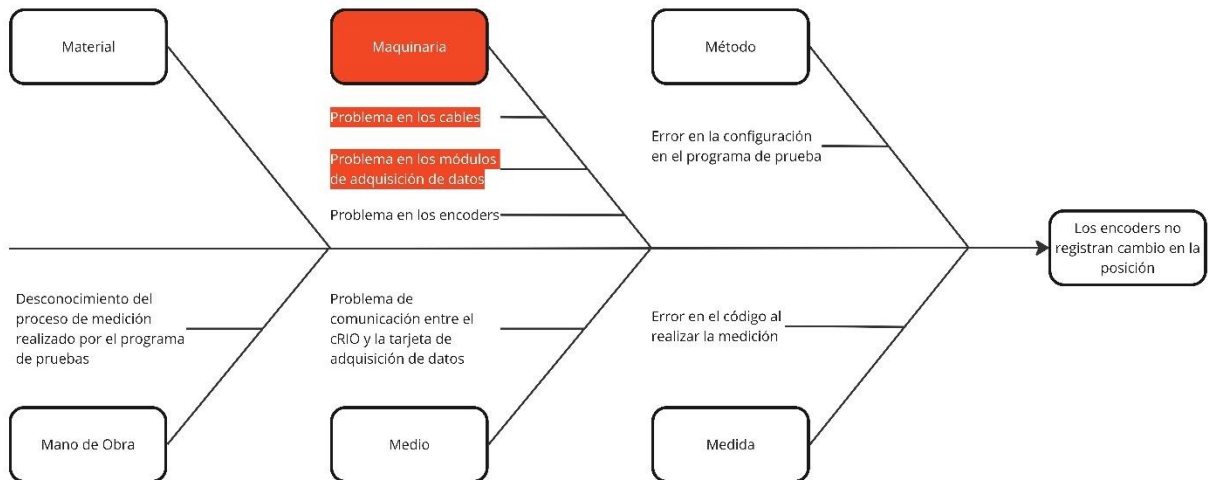 Material
Maquinaria
Método
Problema en los cables
Problema en los módulos
de adquisición de datos
Problema en los encoders
Error en la configuración
en el programa de prueba
Los encoders no
registran cambio en la
posición
Desconocimiento del
proceso de medición
realizado por el programa
de pruebas
Problema de
comunicación entre el
cRIO y la tarjeta de
adquisición de datos
Error en el código al
realizar la medición
Mano de Obra
Medio
Medida